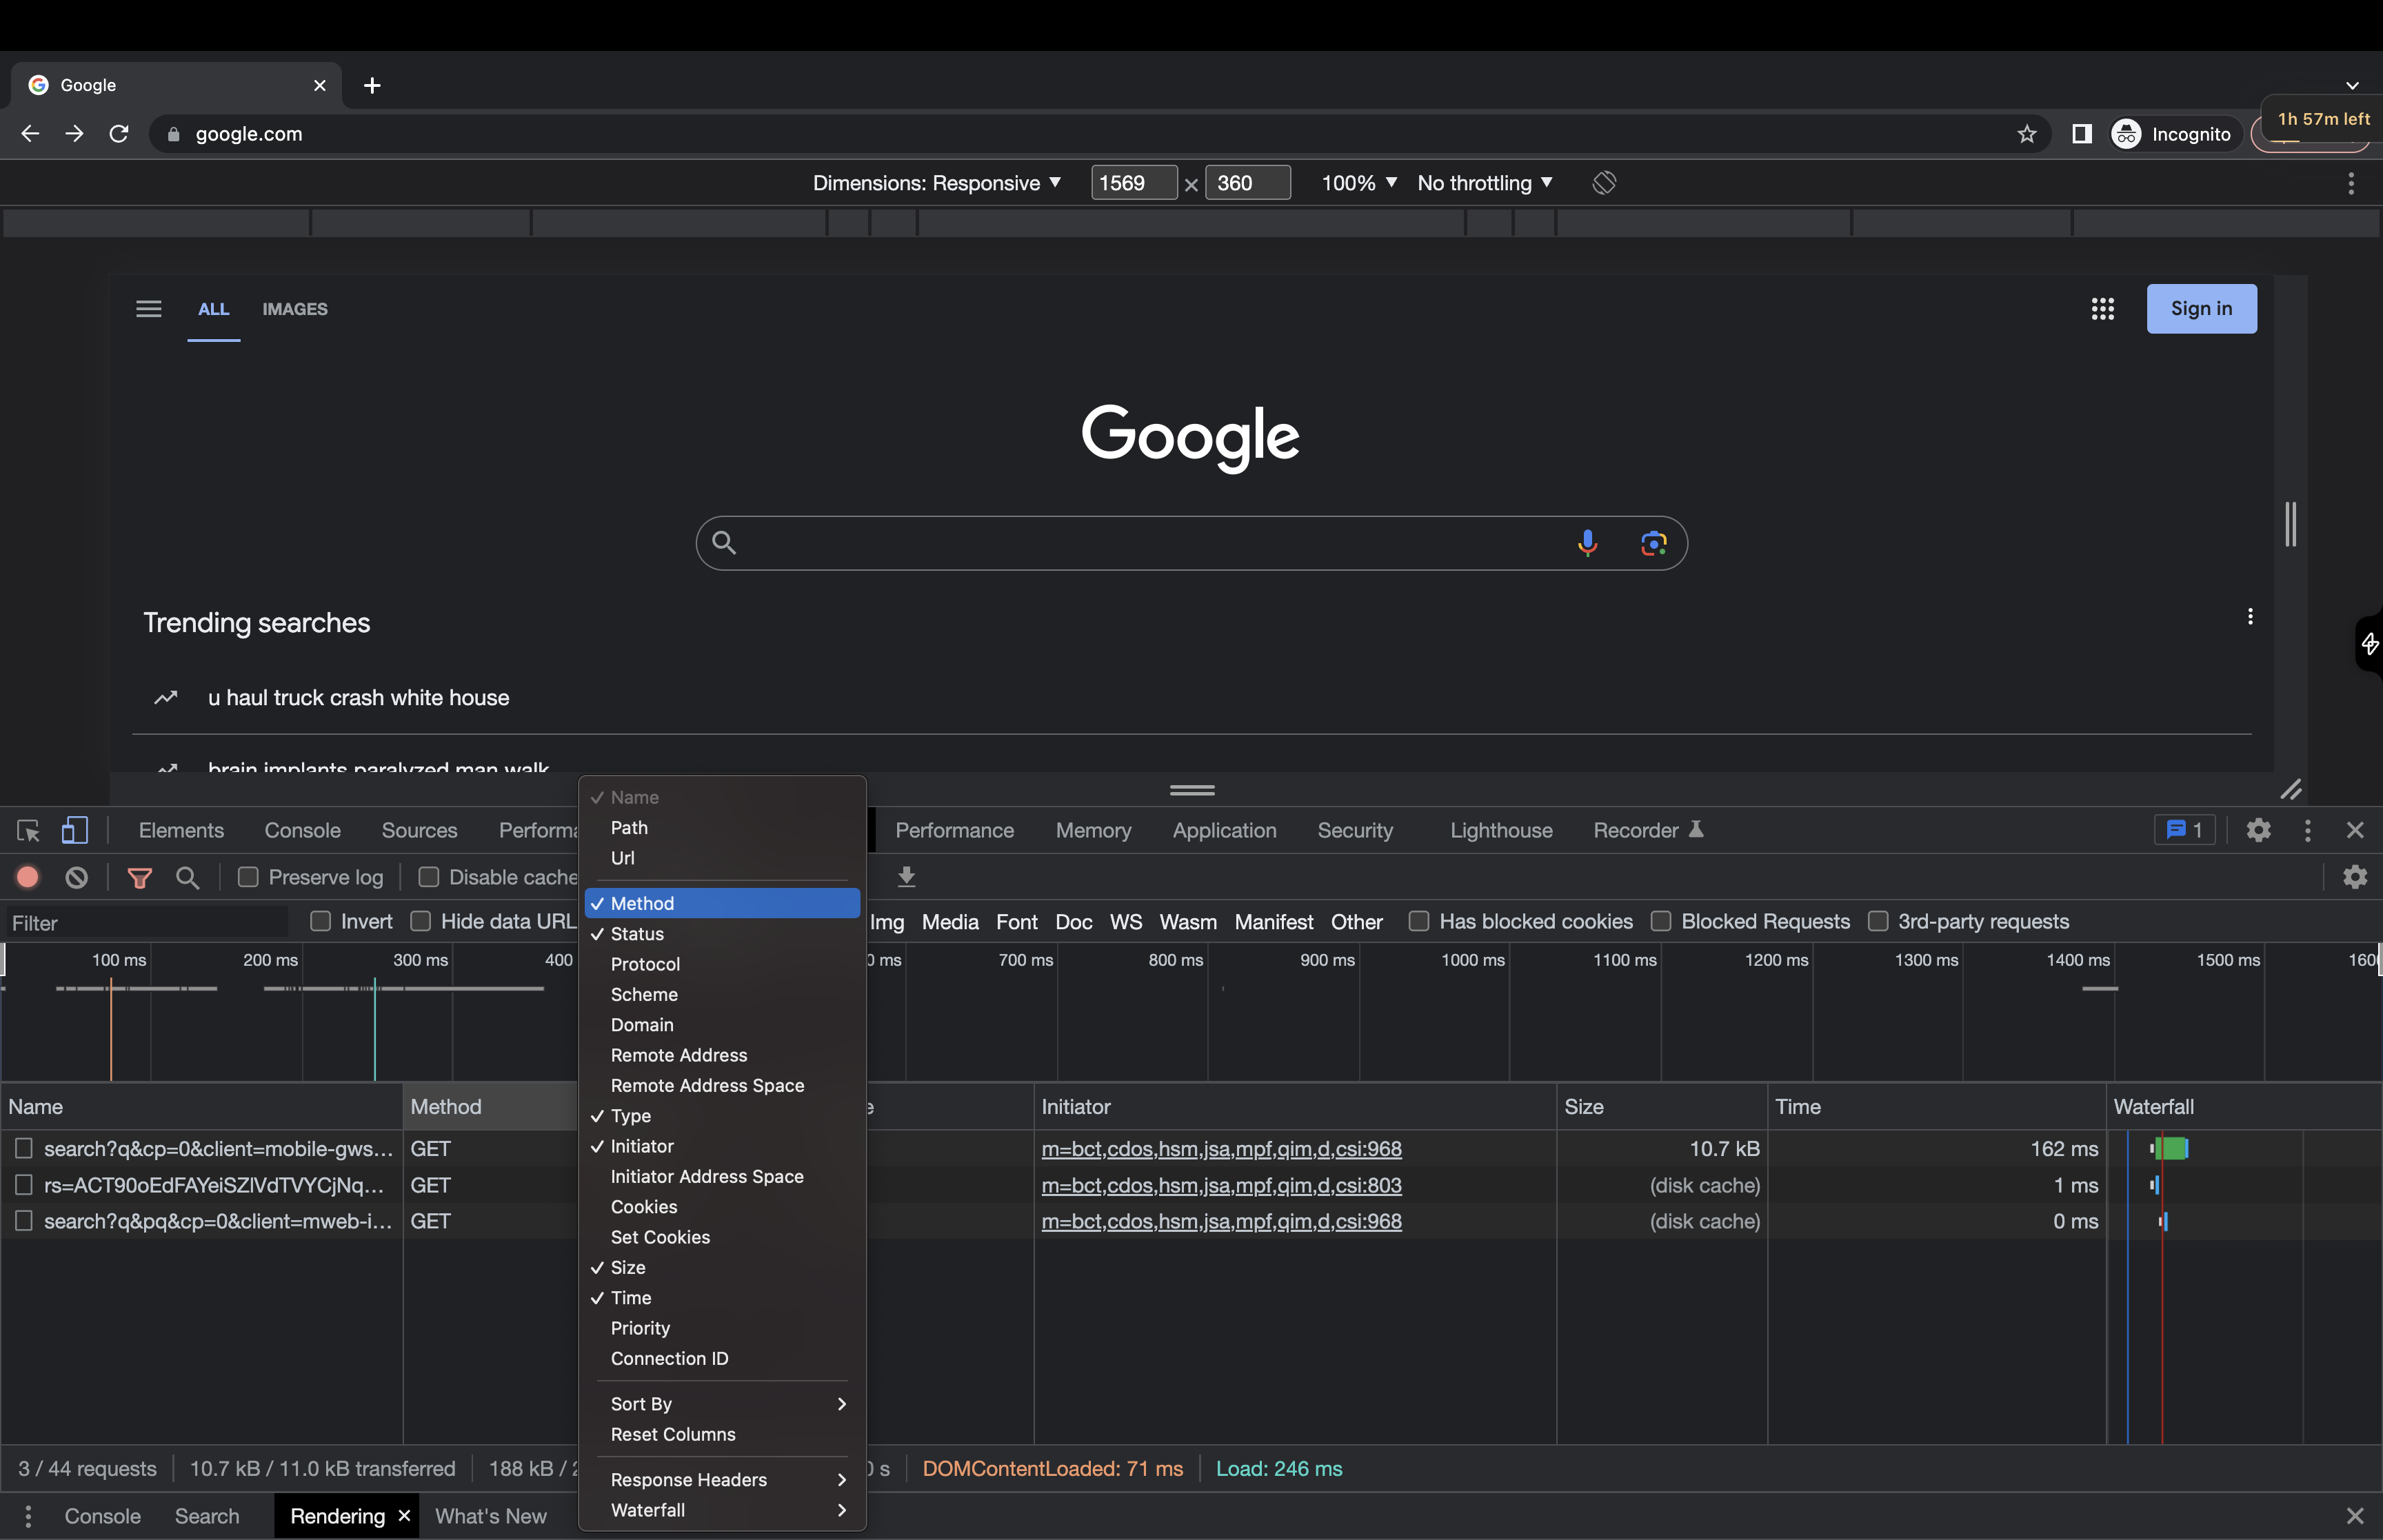 Google
google.com
Incognito
1h 57m left
Dimensions: Responsive 1569 × 360 100% No throttling
ALL IMAGES
Sign in
Google
Trending searches
u haul truck crash white house
brain implants paralyzed man walk
Elements Console Sources Performa Performance Memory Application Security Lighthouse Recorder 1
Preserve log Disable cache
Filter Invert Hide data URL Img Media Font Doc WS Wasm Manifest Other Has blocked cookies Blocked Requests 3rd-party requests
100 ms 200 ms 300 ms 400 0 ms 700 ms 800 ms 900 ms 1000 ms 1100 ms 1200 ms 1300 ms 1400 ms 1500 ms 160
Name Method Initiator Size Time Waterfall
search?q&cp=0&client=mobile-gws... GET m=bct,cdos,hsm,jsa,mpf,qim,d,csi:968 10.7 kB 162 ms
rs=ACT90oEdFAYeiSZlVdTVYCjNq... GET m=bct,cdos,hsm,jsa,mpf,qim,d,csi:803 (disk cache) 1 ms
search?q&pq&cp=0&client=mweb-i... GET m=bct,cdos,hsm,jsa,mpf,qim,d,csi:968 (disk cache) 0 ms
Name
Path
Url
Method
Status
Protocol
Scheme
Domain
Remote Address
Remote Address Space
Type
Initiator
Initiator Address Space
Cookies
Set Cookies
Size
Time
Priority
Connection ID
Sort By
Reset Columns
Response Headers
Waterfall
3 / 44 requests 10.7 kB / 11.0 kB transferred 188 kB / 0 s DOMContentLoaded: 71 ms Load: 246 ms
Console Search Rendering What's New